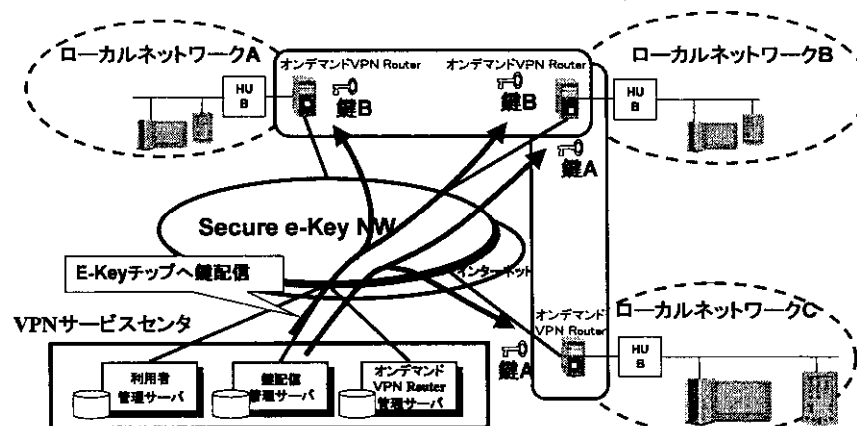 ローカルネットワークA
オンデマンドVPN Router
オンデマンドVPN Router
ローカルネットワークB
HU
B
鍵B
鍵B
HU
B
鍵A
Secure e-Key NW
E-Keyチップへ鍵配信
インターネット
VPNサービスセンタ
オンデマンド
VPN Router
ローカルネットワークC
HU
B
鍵A
利用者
管理サーバ
鍵配信
管理サーバ
オンデマンド
VPN Router
管理サーバ